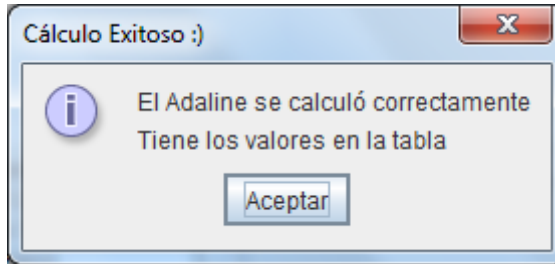 Cálculo Exitoso :)
El Adaline se calculó correctamente
Tiene los valores en la tabla
Aceptar